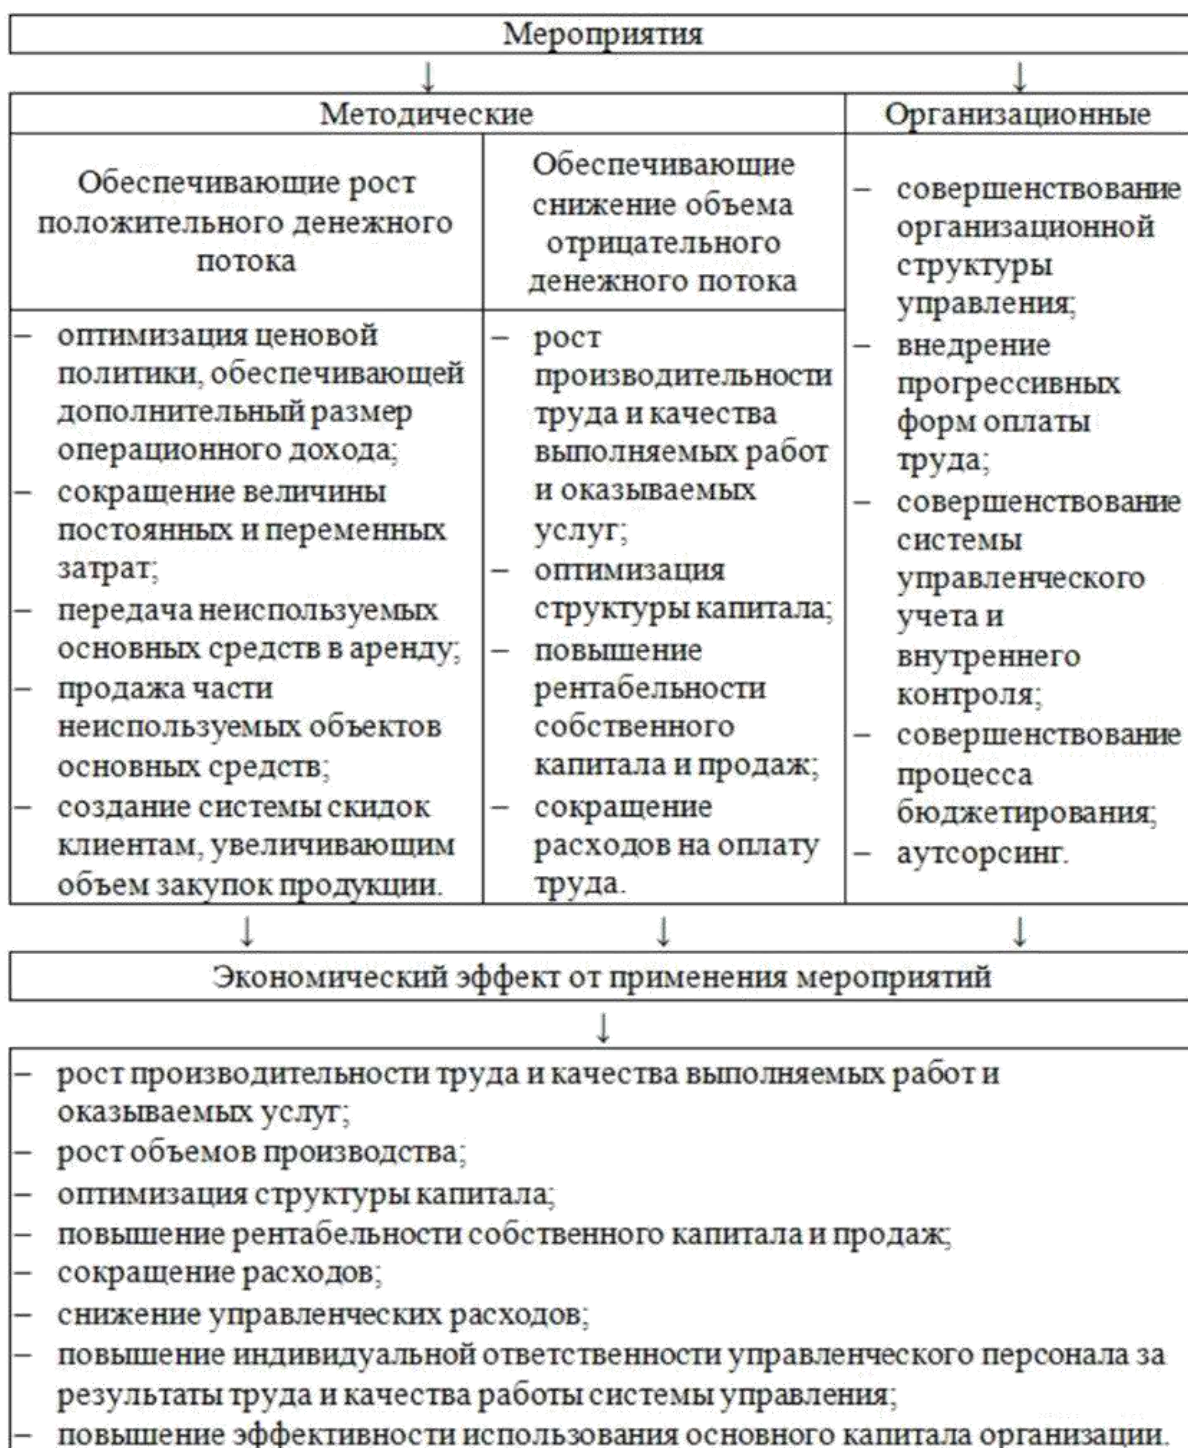 Мероприятия
↓ ↓
Методические
Организационные
Обеспечивающие рост
положительного денежного
потока
Обеспечивающие
снижение объема
отрицательного
денежного потока
– оптимизация ценовой
политики, обеспечивающей
дополнительный размер
операционного дохода;
– сокращение величины
постоянных и переменных
затрат;
– передача неиспользуемых
основных средств в аренду;
– продажа части
неиспользуемых объектов
основных средств;
– создание системы скидок
клиентам, увеличивающим
объем закупок продукции.
– рост
производительности
труда и качества
выполняемых работ
и оказываемых
услуг;
– оптимизация
структуры капитала;
– повышение
рентабельности
собственного
капитала и продаж;
– сокращение
расходов на оплату
труда.
– совершенствование
организационной
структуры
управления;
– внедрение
прогрессивных
форм оплаты
труда;
– совершенствование
системы
управленческого
учета и
внутреннего
контроля;
– совершенствование
процесса
бюджетирования;
– аутсорсинг.
↓ ↓ ↓
Экономический эффект от применения мероприятий
↓
– рост производительности труда и качества выполняемых работ и
оказываемых услуг;
– рост объемов производства;
– оптимизация структуры капитала;
– повышение рентабельности собственного капитала и продаж;
– сокращение расходов;
– снижение управленческих расходов;
– повышение индивидуальной ответственности управленческого персонала за
результаты труда и качества работы системы управления;
– повышение эффективности использования основного капитала организации.